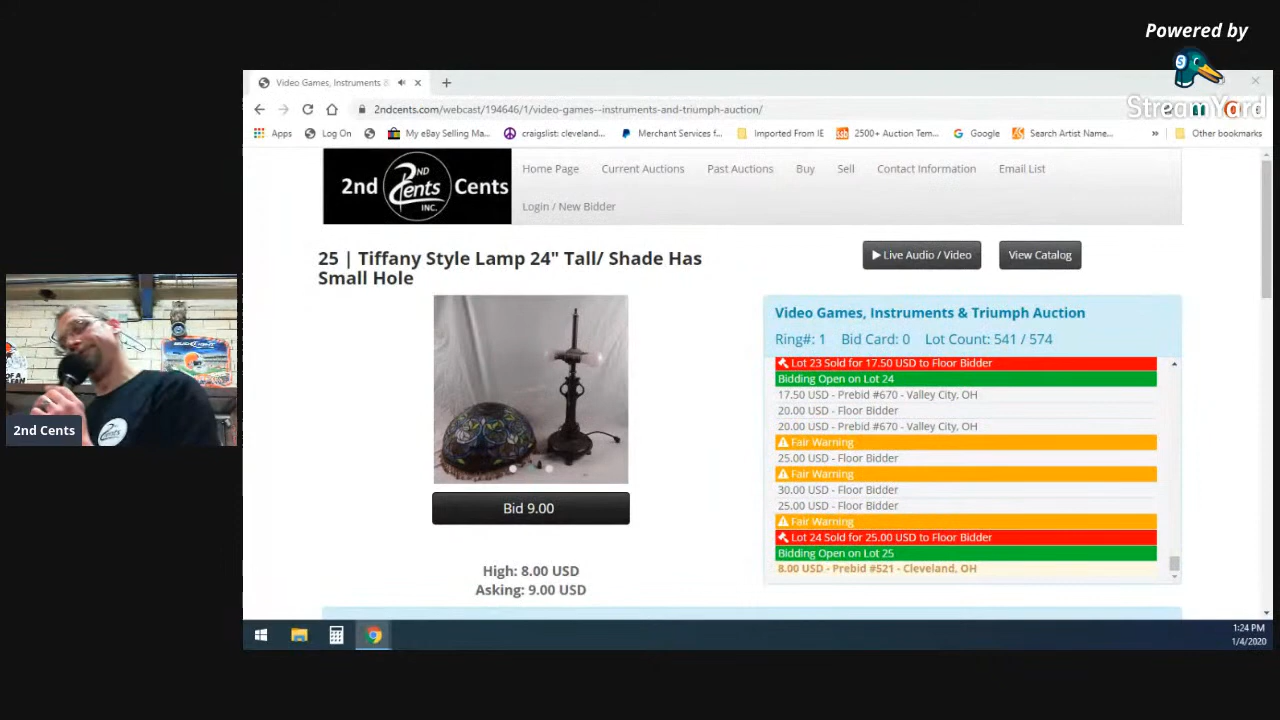 Powered by
StreamYard
Video Games, Instruments &
2ndcents.com/webcast/194646/1/video-games--instruments-and-triumph-auction/
Apps
Log On
My eBay Selling Ma...
craigslist: cleveland...
Merchant Services f...
Imported From IE
2500+ Auction Tem...
Google
Search Artist Name...
»
Other bookmarks
2nd
2ND
Cents
INC.
Cents
Home Page
Current Auctions
Past Auctions
Buy
Sell
Contact Information
Email List
Login / New Bidder
25 | Tiffany Style Lamp 24" Tall/ Shade Has
Small Hole
Live Audio / Video
View Catalog
Bid 9.00
High: 8.00 USD
Asking: 9.00 USD
Video Games, Instruments & Triumph Auction
Ring#: 1 Bid Card: 0 Lot Count: 541 / 574
Lot 23 Sold for 17.50 USD to Floor Bidder
Bidding Open on Lot 24
17.50 USD - Prebid #670 - Valley City, OH
20.00 USD - Floor Bidder
20.00 USD - Prebid #670 - Valley City, OH
Fair Warning
25.00 USD - Floor Bidder
Fair Warning
30.00 USD - Floor Bidder
25.00 USD - Floor Bidder
Fair Warning
Lot 24 Sold for 25.00 USD to Floor Bidder
Bidding Open on Lot 25
8.00 USD - Prebid #521 - Cleveland, OH
2nd Cents
1:24 PM
1/4/2020